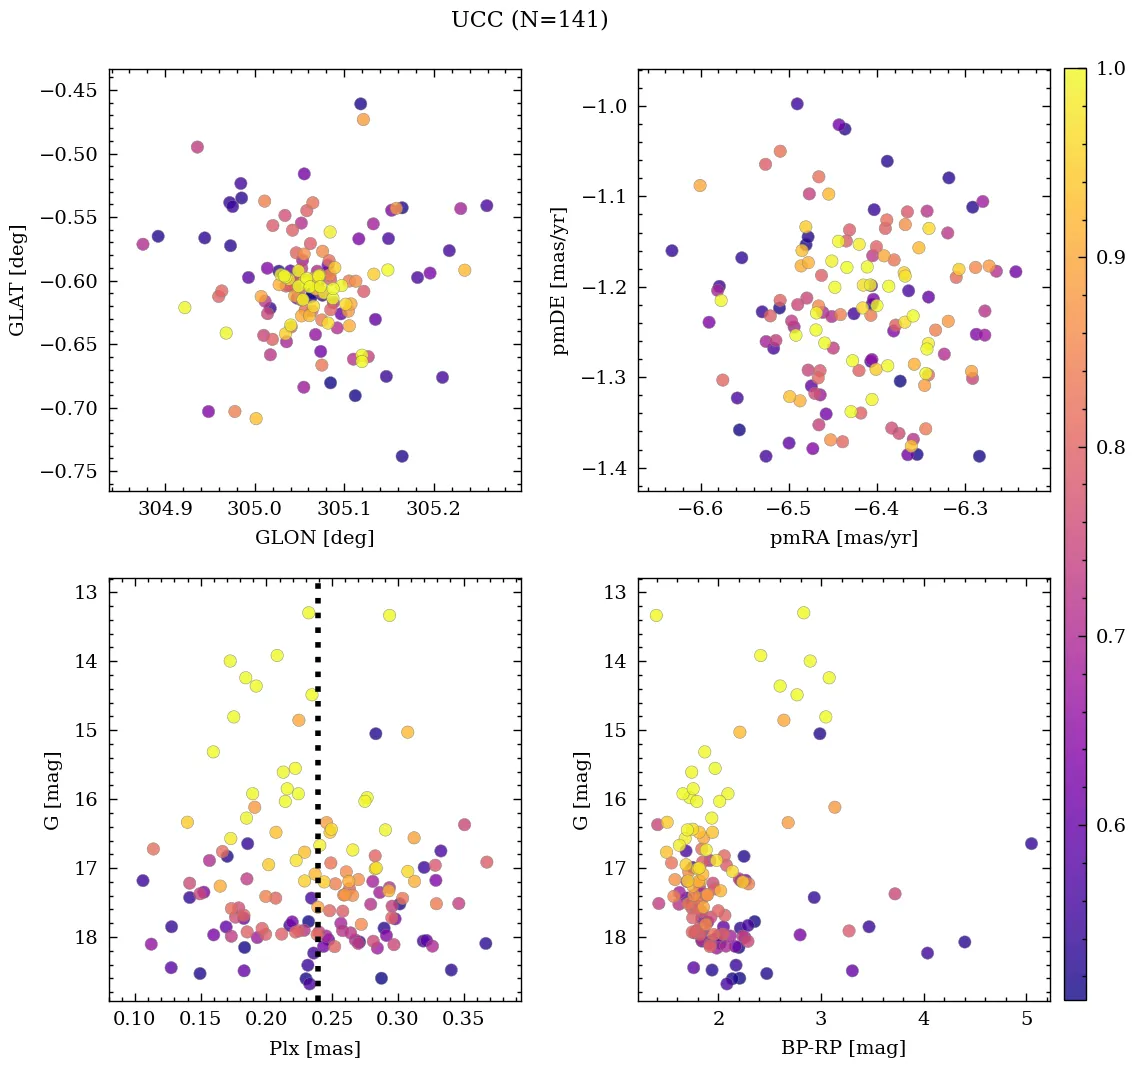 UCC (N=141)
−0.45
−0.50
−0.55
−0.60
−0.65
−0.70
−0.75
GLAT [deg]
304.9 305.0 305.1 305.2
GLON [deg]
−1.0
−1.1
−1.2
−1.3
−1.4
pmDE [mas/yr]
−6.6 −6.5 −6.4 −6.3
pmRA [mas/yr]
13
14
15
16
17
18
G [mag]
0.10 0.15 0.20 0.25 0.30 0.35
Plx [mas]
13
14
15
16
17
18
G [mag]
2 3 4 5
BP-RP [mag]
1.0
0.9
0.8
0.7
0.6